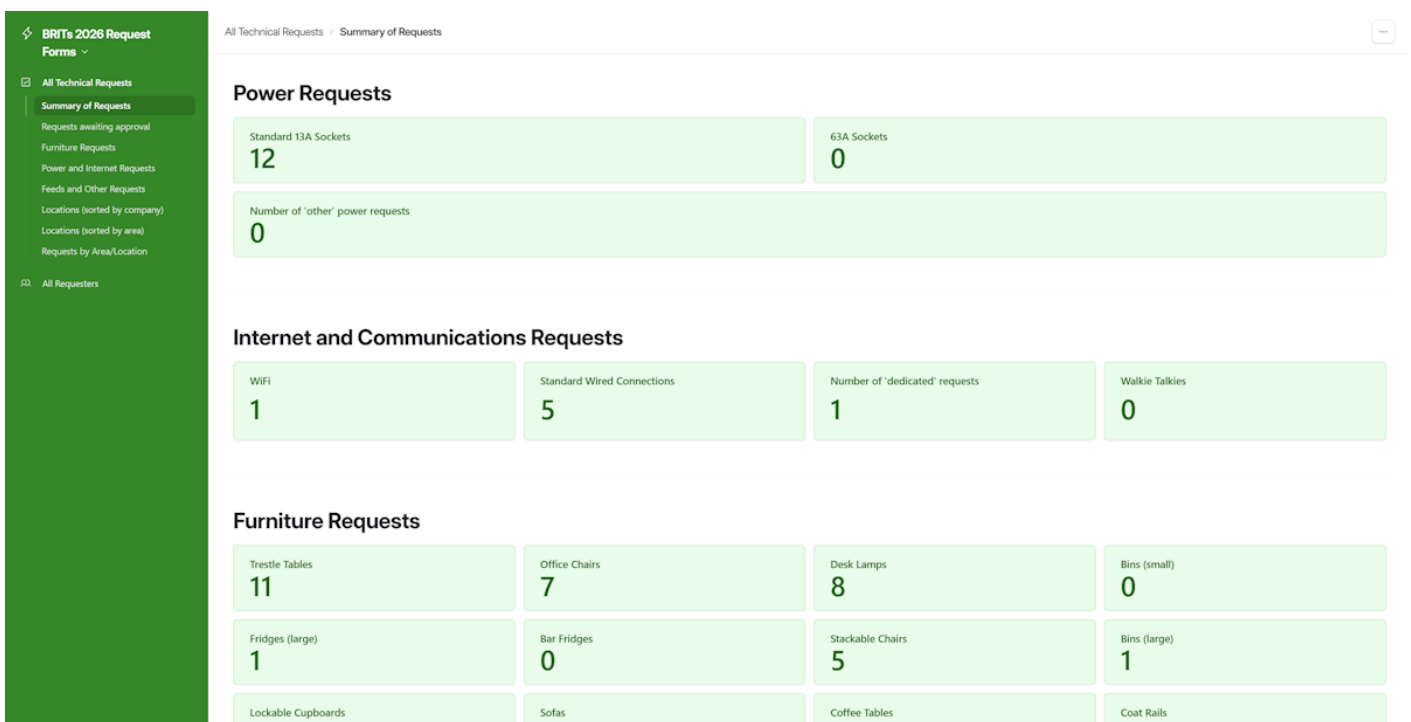 BRITs 2026 Request
Forms
All Technical Requests
Summary of Requests
Requests awaiting approval
Furniture Requests
Power and Internet Requests
Feeds and Other Requests
Locations (sorted by company)
Locations (sorted by area)
Requests by Area/Location
All Requesters
All Technical Requests > Summary of Requests
Power Requests
Standard 13A Sockets
12
63A Sockets
0
Number of 'other' power requests
0
Internet and Communications Requests
WiFi
1
Standard Wired Connections
5
Number of 'dedicated' requests
1
Walkie Talkies
0
Furniture Requests
Trestle Tables
11
Office Chairs
7
Desk Lamps
8
Bins (small)
0
Fridges (large)
1
Bar Fridges
0
Stackable Chairs
5
Bins (large)
1
Lockable Cupboards
Sofas
Coffee Tables
Coat Rails